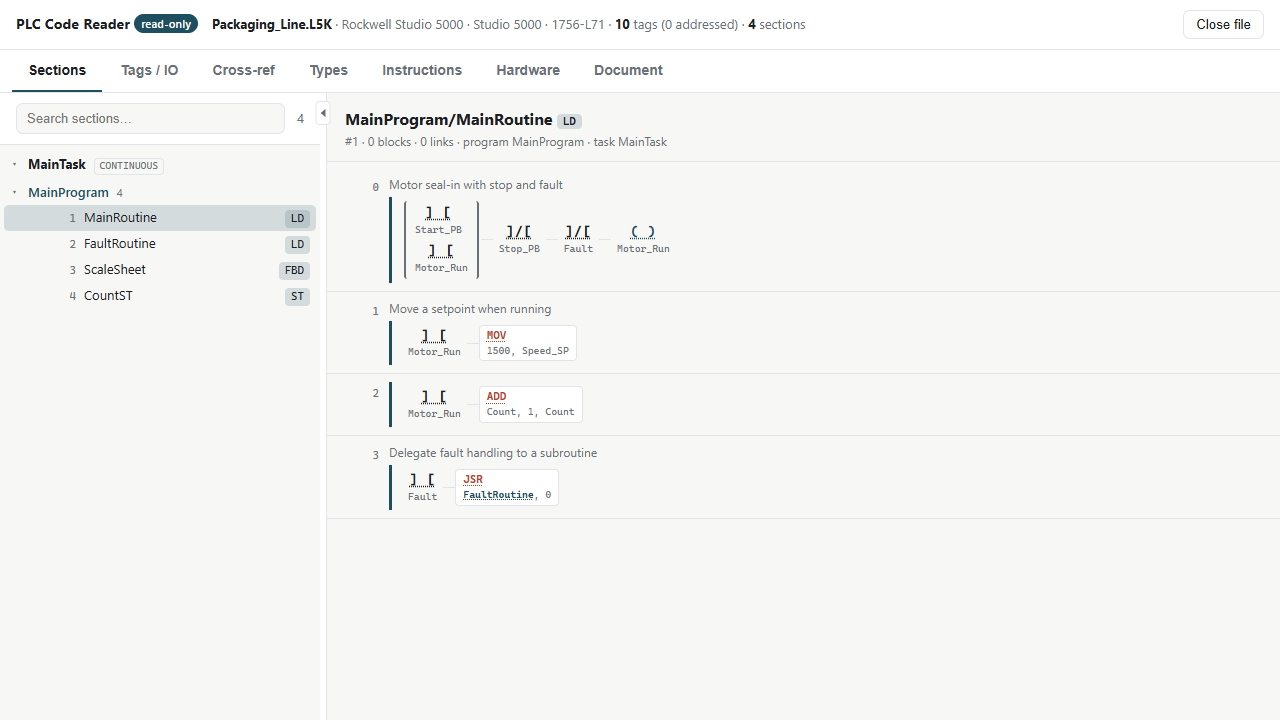 PLC Code Reader read-only Packaging_Line.L5K · Rockwell Studio 5000 · Studio 5000 · 1756-L71 · 10 tags (0 addressed) · 4 sections Close file
Sections Tags / IO Cross-ref Types Instructions Hardware Document
Search sections... 4
MainTask CONTINUOUS
MainProgram 4
1 MainRoutine LD
2 FaultRoutine LD
3 ScaleSheet FBD
4 CountST ST
MainProgram/MainRoutine LD
#1 · 0 blocks · 0 links · program MainProgram · task MainTask
0 Motor seal-in with stop and fault
] [
Start_PB
] [
Motor_Run
]/[ ]/[ ( )
Stop_PB Fault Motor_Run
1 Move a setpoint when running
] [ MOV
Motor_Run 1500, Speed_SP
2 ] [ ADD
Motor_Run Count, 1, Count
3 Delegate fault handling to a subroutine
] [ JSR
Fault FaultRoutine, 0